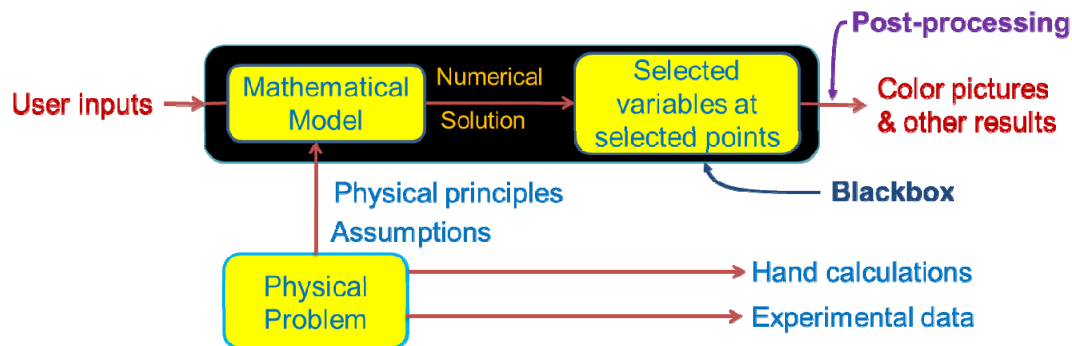 Post-processing
User inputs
Mathematical
Model
Numerical
Solution
Selected
variables at
selected points
Color pictures
& other results
Physical principles
Assumptions
Blackbox
Physical
Problem
Hand calculations
Experimental data